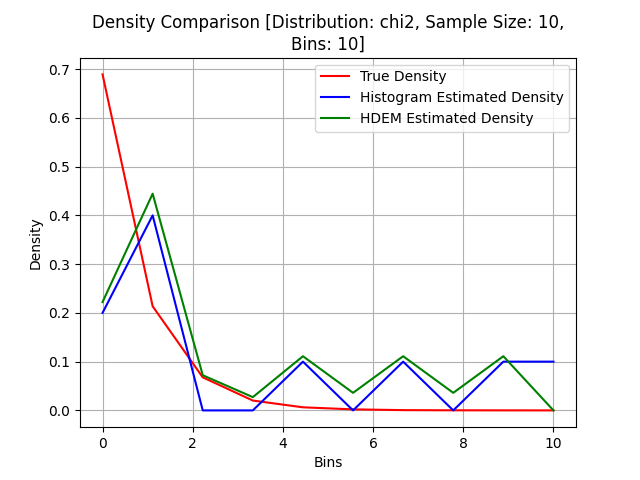 Density Comparison [Distribution: chi2, Sample Size: 10,
Bins: 10]
True Density
Histogram Estimated Density
HDEM Estimated Density
Density
0.7
0.6
0.5
0.4
0.3
0.2
0.1
0.0
0 2 4 6 8 10
Bins